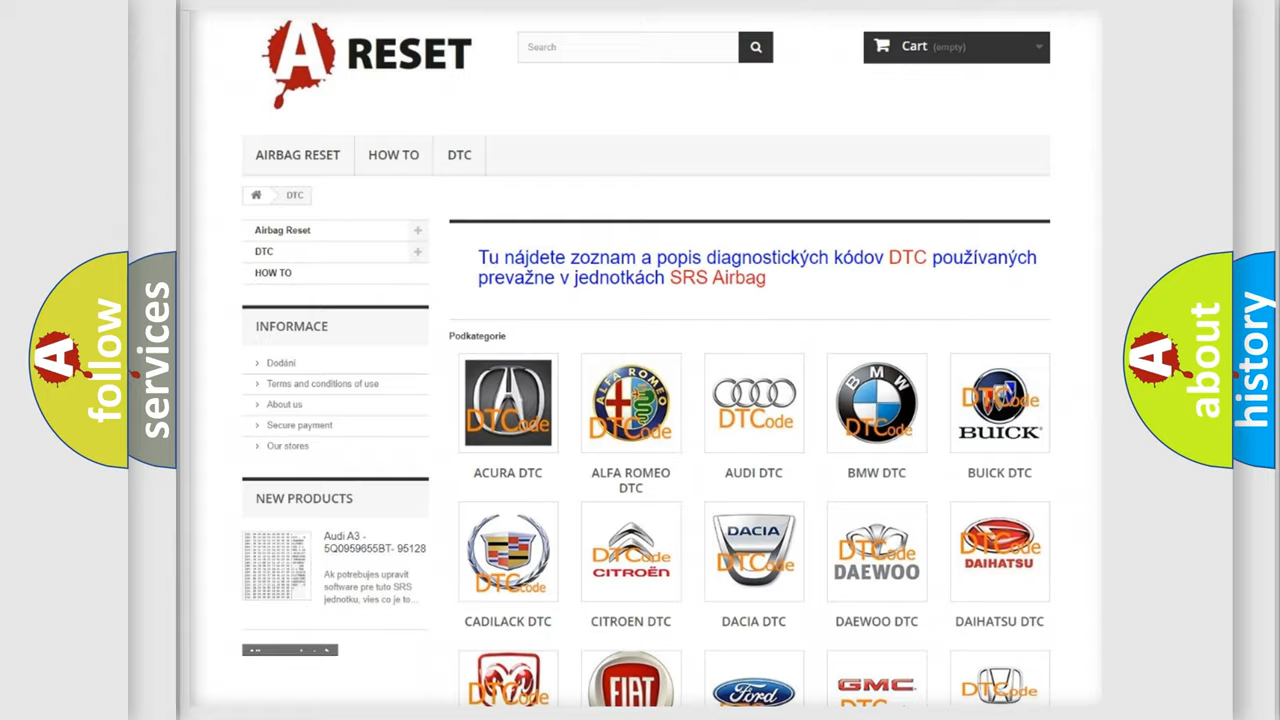 A RESET
Search
Cart (empty)
AIRBAG RESET
HOW TO
DTC
DTC
Airbag Reset
DTC
HOW TO
INFORMACE
Dodání
Terms and conditions of use
About us
Secure payment
Our stores
NEW PRODUCTS
Audi A3 -
5Q0959655BT- 95128
Ak potrebujes upravit
software pre tuto SRS
jednotku, vies co je to...
Tu nájdete zoznam a popis diagnostických kódov DTC používaných
prevažne v jednotkách SRS Airbag
Podkategorie
DTCode
ALFA ROMEO
DTCode
DTCode
BMW
DTCode
DTCode
BUICK
ACURA DTC
ALFA ROMEO
DTC
AUDI DTC
BMW DTC
BUICK DTC
DTCode
DTCode
CITROËN
DACIA
DTCode
DTCode
DAEWOO
DTCode
DAIHATSU
CADILACK DTC
CITROEN DTC
DACIA DTC
DAEWOO DTC
DAIHATSU DTC
DTCode
FIAT
Ford
GMC
DTCode
A follow
services
A about
history